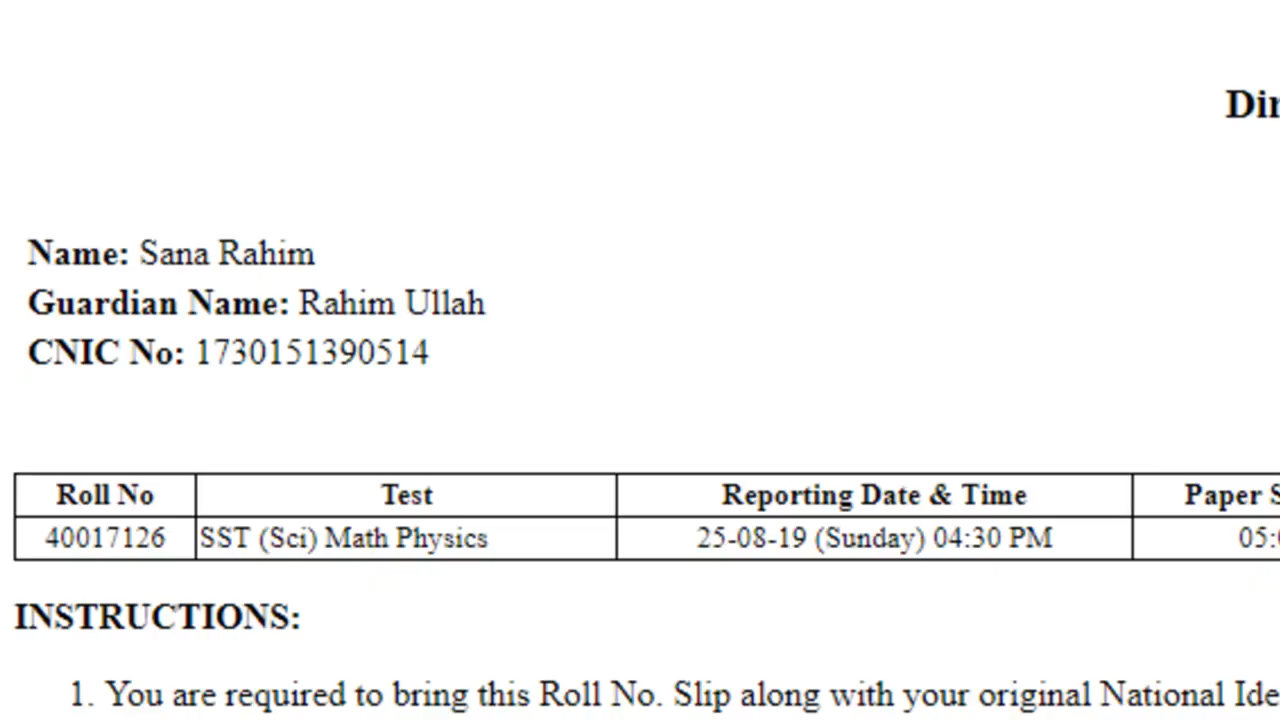 Name: Sana Rahim
Guardian Name: Rahim Ullah
CNIC No: 1730151390514
Roll No Test Reporting Date & Time Paper
40017126 SST (Sci) Math Physics 25-08-19 (Sunday) 04:30 PM
INSTRUCTIONS:
1. You are required to bring this Roll No. Slip along with your original National